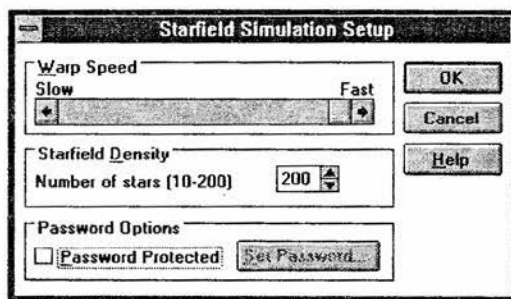 Starfield Simulation Setup
Warp Speed
Slow Fast
OK
Cancel
Starfield Density
Number of stars (10-200) 200
Help
Password Options
Password Protected Set Password...